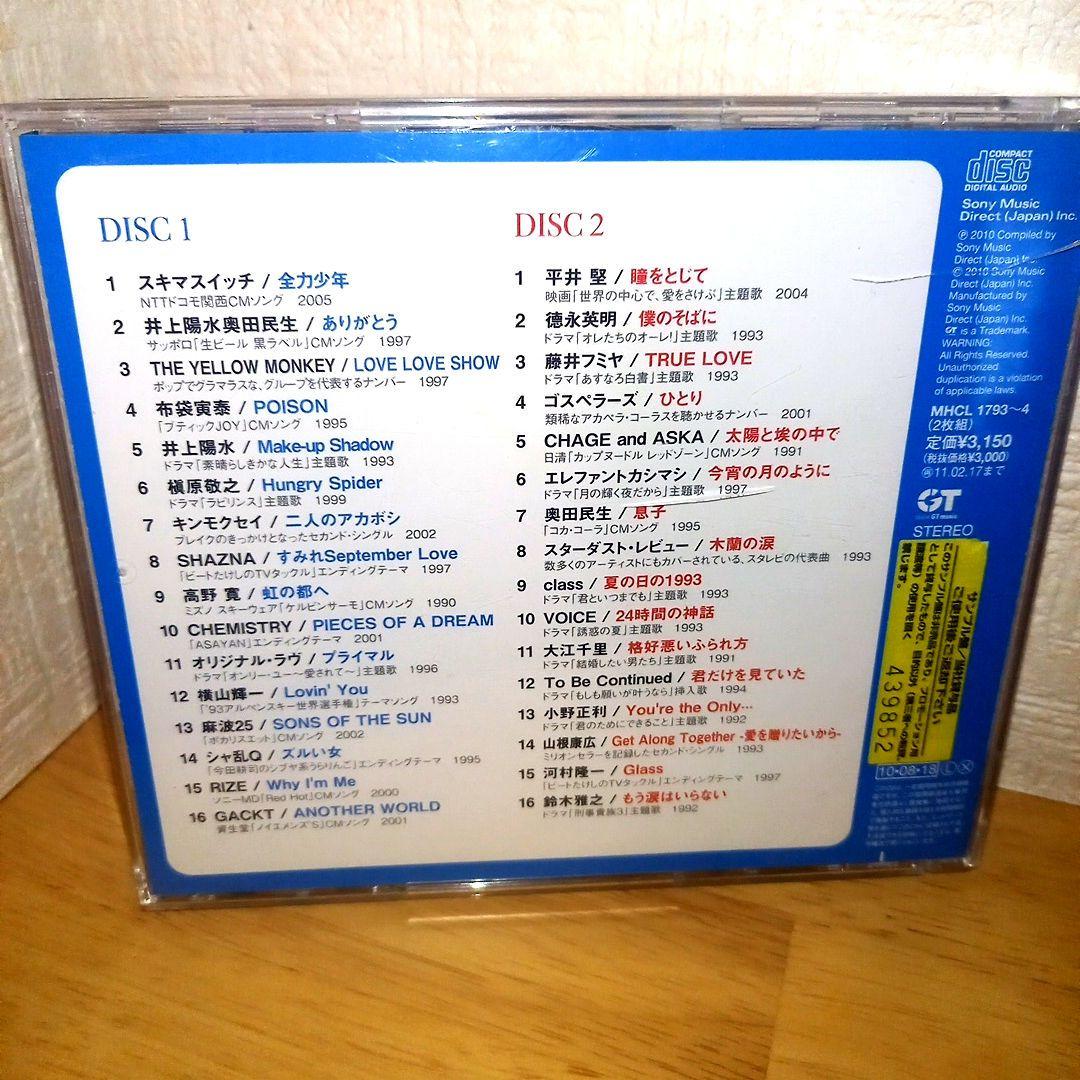 DISC 1
1 スキマスイッチ / 全力少年
NTTドコモ関西CMソング 2005
2 井上陽水奥田民生 / ありがとう
サッポロ「生ビール 黒ラベル」CMソング 1997
3 THE YELLOW MONKEY / LOVE LOVE SHOW
ポップでグラマラスな、グループを代表するナンバー 1997
4 布袋寅泰 / POISON
「ブティックJOY」CMソング 1995
5 井上陽水 / Make-up Shadow
ドラマ「素晴らしきかな人生」主題歌 1993
6 槇原敬之 / Hungry Spider
ドラマ「ラビリンス」主題歌 1999
7 キンモクセイ / 二人のアカボシ
ブレイクのきっかけとなったセカンド・シングル 2002
8 SHAZNA / すみれSeptember Love
「ビートたけしのTVタックル」エンディングテーマ 1997
9 高野 寛 / 虹の都へ
ミズノ スキーウェア「ケルビンサーモ」CMソング 1990
10 CHEMISTRY / PIECES OF A DREAM
「ASAYAN」エンディングテーマ 2001
11 オリジナル・ラヴ / プライマル
ドラマ「オンリー・ユー〜愛されて〜」主題歌 1996
12 横山輝一 / Lovin' You
「'93アルペンスキー世界選手権」テーマソング 1993
13 麻波25 / SONS OF THE SUN
「ポカリスエット」CMソング 2002
14 シャ乱Q / ズルい女
「今田耕司のシブヤ系うらりんご」エンディングテーマ 1995
15 RIZE / Why I'm Me
ソニーMD「Red Hot」CMソング 2000
16 GACKT / ANOTHER WORLD
資生堂「ノイエメンズ'S」CMソング 2001
DISC 2
1 平井 堅 / 瞳をとじて
映画「世界の中心で、愛をさけぶ」主題歌 2004
2 德永英明 / 僕のそばに
ドラマ「オレたちのオーレ!」主題歌 1993
3 藤井フミヤ / TRUE LOVE
ドラマ「あすなろ白書」主題歌 1993
4 ゴスペラーズ / ひとり
類稀なアカペラ・コーラスを聴かせるナンバー 2001
5 CHAGE and ASKA / 太陽と埃の中で
日清「カップヌードル レッドゾーン」CMソング 1991
6 エレファントカシマシ / 今宵の月のように
ドラマ「月の輝く夜だから」主題歌 1997
7 奥田民生 / 息子
「コカ・コーラ」CMソング 1995
8 スターダスト・レビュー / 木蘭の涙
数多くのアーティストにもカバーされている、スタレビの代表曲 1993
9 class / 夏の日の1993
ドラマ「君といつまでも」主題歌 1993
10 VOICE / 24時間の神話
ドラマ「誘惑の夏」主題歌 1993
11 大江千里 / 格好悪いふられ方
ドラマ「結婚したい男たち」主題歌 1991
12 To Be Continued / 君だけを見ていた
ドラマ「もしも願いが叶うなら」挿入歌 1994
13 小野正利 / You're the Only…
ドラマ「君のためにできること」主題歌 1992
14 山根康広 / Get Along Together -愛を贈りたいから-
ミリオンセラーを記録したセカンド・シングル 1993
15 河村隆一 / Glass
「ビートたけしのTVタックル」エンディングテーマ 1997
16 鈴木雅之 / もう涙はいらない
ドラマ「刑事貴族3」主題歌 1992
COMPACT
disc
DIGITAL AUDIO
Sony Music
Direct (Japan) Inc.
Ⓟ 2010 Compiled by
Sony Music
Direct (Japan) Inc.
© 2010 Sony Music
Direct (Japan) Inc.
Manufactured by
Sony Music
Direct (Japan) Inc.
GT is a Trademark.
WARNING:
All Rights Reserved.
Unauthorized
duplication is a violation
of applicable laws.
MHCL 1793〜4
(2枚組)
定価¥3,150
(税抜価格¥3,000)
11.02.17まで
GT
GT music
STEREO
サンプル盤/当社貸与品
ご使用後ご返却下さい
439852
10・08・18